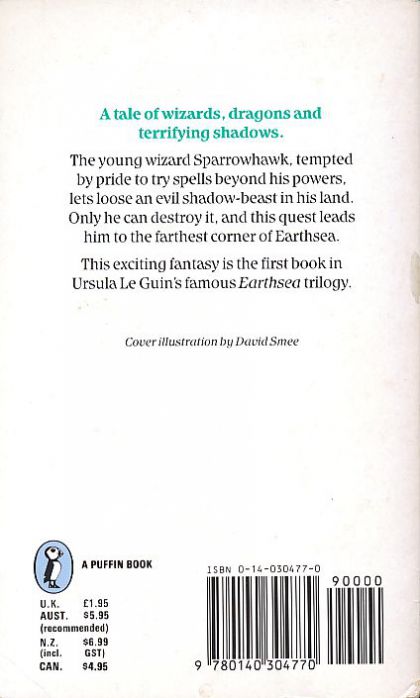 A tale of wizards, dragons and
terrifying shadows.
The young wizard Sparrowhawk, tempted
by pride to try spells beyond his powers,
lets loose an evil shadow-beast in his land.
Only he can destroy it, and this quest leads
him to the farthest corner of Earthsea.
This exciting fantasy is the first book in
Ursula Le Guin's famous Earthsea trilogy.
Cover illustration by David Smee
A PUFFIN BOOK
U.K. £1.95
AUST. $5.95
(recommended)
N.Z. $6.99
(incl. GST)
CAN. $4.95
ISBN 0-14-030477-0
90000
9 780140 304770